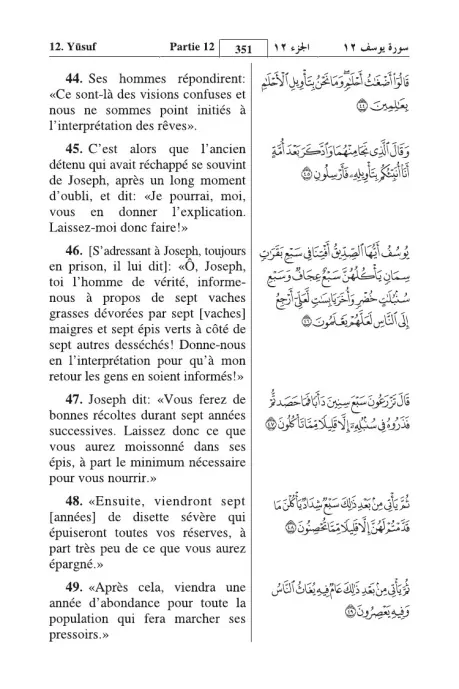 12. Yūsuf Partie 12 351 الجزء ١٢ سورة يوسف ١٢
44. Ses hommes répondirent:
«Ce sont-là des visions confuses et
nous ne sommes point initiés à
l'interprétation des rêves».
قَالُوٓا۟ أَضْغَٰثُ أَحْلَٰمٍ وَمَا نَحْنُ بِتَأْوِيلِ ٱلْأَحْلَٰمِ
بِعَٰلِمِينَ ٤٤
45. C'est alors que l'ancien
détenu qui avait réchappé se souvint
de Joseph, après un long moment
d'oubli, et dit: «Je pourrai, moi,
vous en donner l'explication.
Laissez-moi donc faire!»
وَقَالَ ٱلَّذِى نَجَا مِنْهُمَا وَٱدَّكَرَ بَعْدَ أُمَّةٍ
أَنَا۠ أُنَبِّئُكُم بِتَأْوِيلِهِۦ فَأَرْسِلُونِ ٤٥
46. [S'adressant à Joseph, toujours
en prison, il lui dit]: «Ô, Joseph,
toi l'homme de vérité, informe-
nous à propos de sept vaches
grasses dévorées par sept [vaches]
maigres et sept épis verts à côté de
sept autres desséchés! Donne-nous
en l'interprétation pour qu'à mon
retour les gens en soient informés!»
يُوسُفُ أَيُّهَا ٱلصِّدِّيقُ أَفْتِنَا فِى سَبْعِ بَقَرَٰتٍ
سِمَانٍ يَأْكُلُهُنَّ سَبْعٌ عِجَافٌ وَسَبْعِ
سُنۢبُلَٰتٍ خُضْرٍ وَأُخَرَ يَابِسَٰتٍ لَّعَلِّىٓ أَرْجِعُ
إِلَى ٱلنَّاسِ لَعَلَّهُمْ يَعْلَمُونَ ٤٦
47. Joseph dit: «Vous ferez de
bonnes récoltes durant sept années
successives. Laissez donc ce que
vous aurez moissonné dans ses
épis, à part le minimum nécessaire
pour vous nourrir.»
قَالَ تَزْرَعُونَ سَبْعَ سِنِينَ دَأَبًا فَمَا حَصَدتُّمْ
فَذَرُوهُ فِى سُنۢبُلِهِۦٓ إِلَّا قَلِيلًا مِّمَّا تَأْكُلُونَ ٤٧
48. «Ensuite, viendront sept
[années] de disette sévère qui
épuiseront toutes vos réserves, à
part très peu de ce que vous aurez
épargné.»
ثُمَّ يَأْتِى مِنۢ بَعْدِ ذَٰلِكَ سَبْعٌ شِدَادٌ يَأْكُلْنَ مَا
قَدَّمْتُمْ لَهُنَّ إِلَّا قَلِيلًا مِّمَّا تُحْصِنُونَ ٤٨
49. «Après cela, viendra une
année d'abondance pour toute la
population qui fera marcher ses
pressoirs.»
ثُمَّ يَأْتِى مِنۢ بَعْدِ ذَٰلِكَ عَامٌ فِيهِ يُغَاثُ ٱلنَّاسُ
وَفِيهِ يَعْصِرُونَ ٤٩